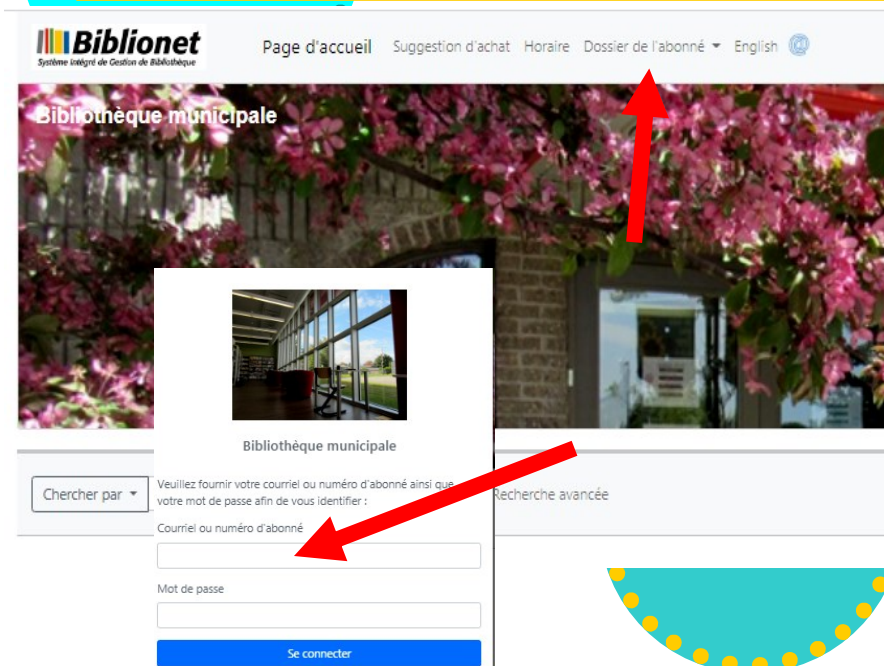 Biblionet
Système Intégré de Gestion de Bibliothèque
Page d'accueil
Suggestion d'achat
Horaire
Dossier de l'abonné
English
Bibliothèque municipale
Bibliothèque municipale
Veuillez fournir votre courriel ou numéro d'abonné ainsi que
votre mot de passe afin de vous identifier :
Courriel ou numéro d'abonné
Mot de passe
Se connecter
Chercher par
Recherche avancée